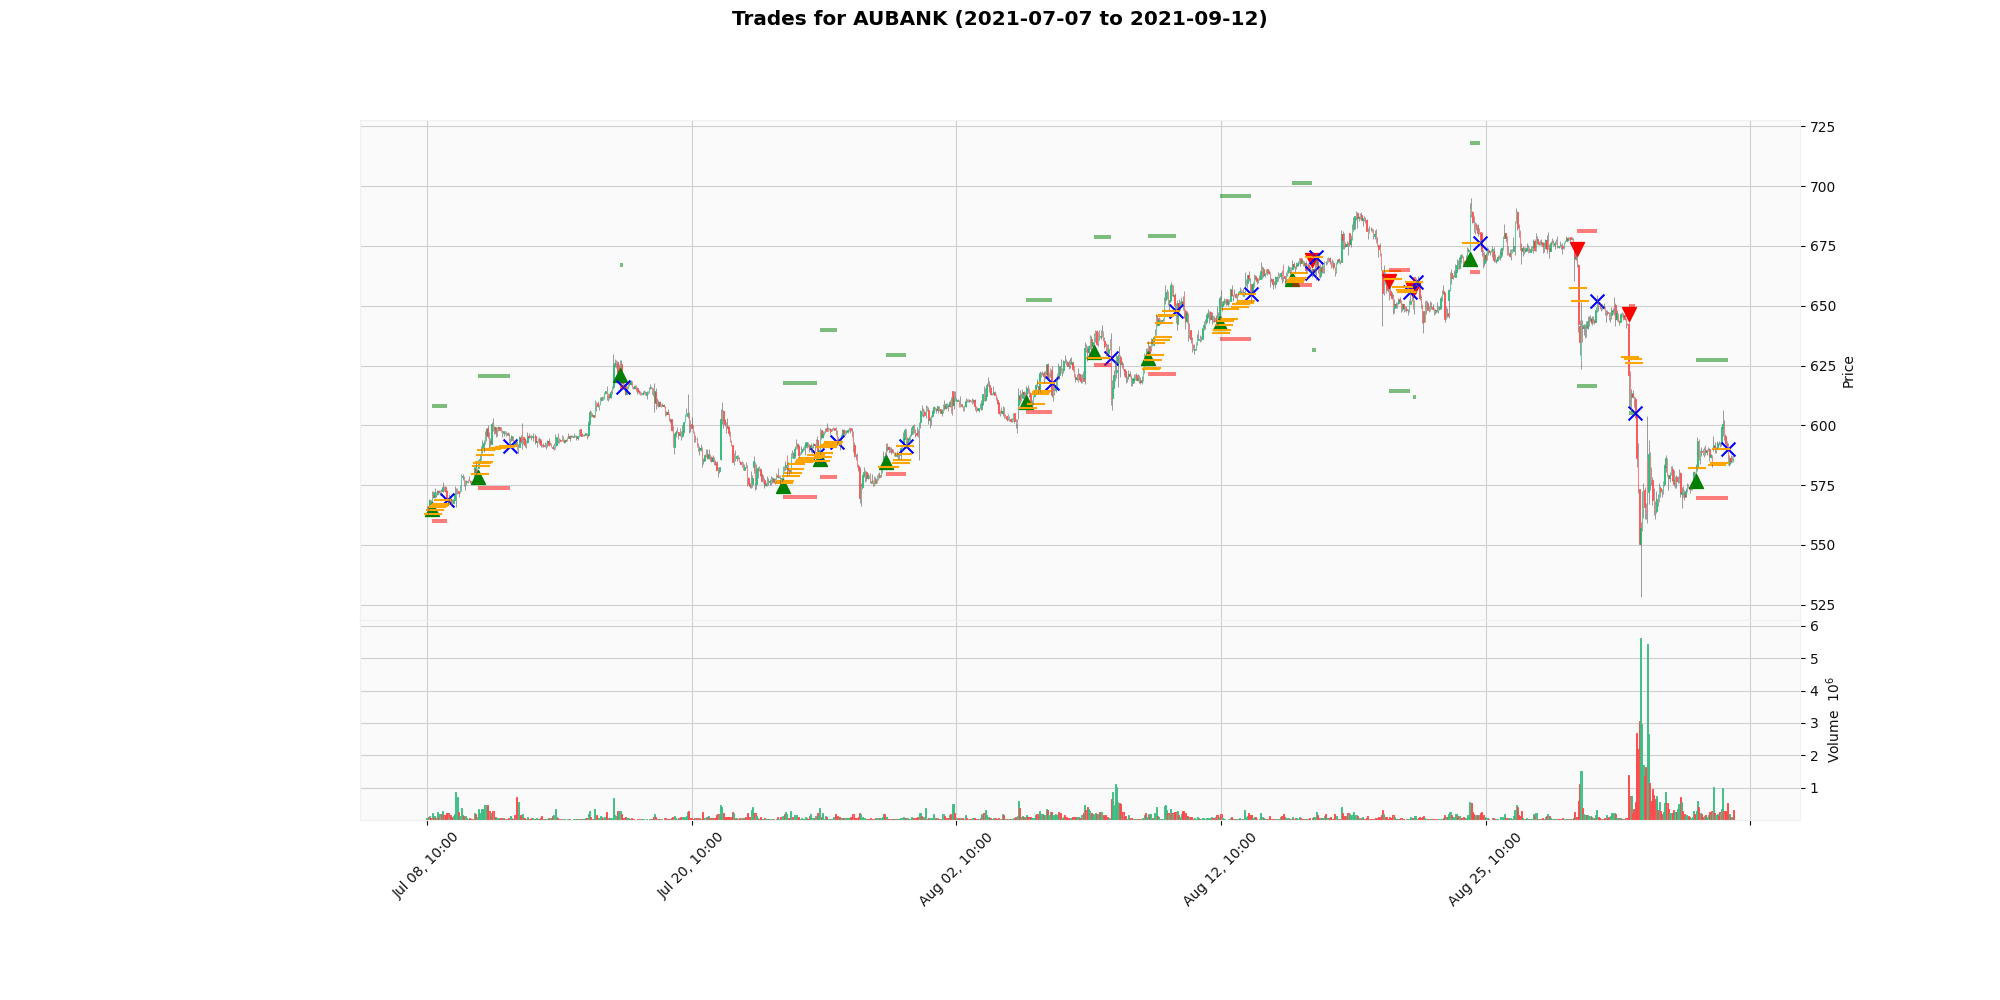 Trades for AUBANK (2021-07-07 to 2021-09-12)
725
700
675
650
625
600
575
550
525
Price
6
5
4
3
2
1
Volume 10⁶
Jul 08, 10:00
Jul 20, 10:00
Aug 02, 10:00
Aug 12, 10:00
Aug 25, 10:00